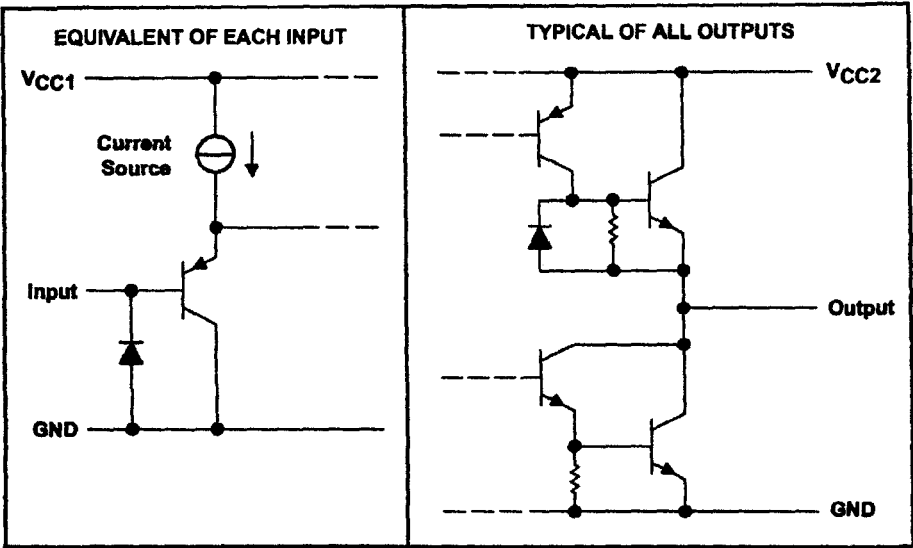 EQUIVALENT OF EACH INPUT
VCC1
Current
Source
Input
GND
TYPICAL OF ALL OUTPUTS
VCC2
Output
GND